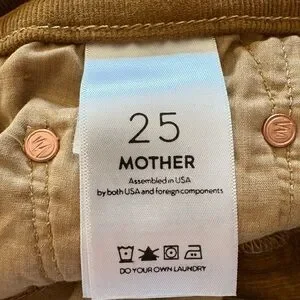 25
MOTHER
Assembled in USA
by both USA and foreign components
DO YOUR OWN LAUNDRY